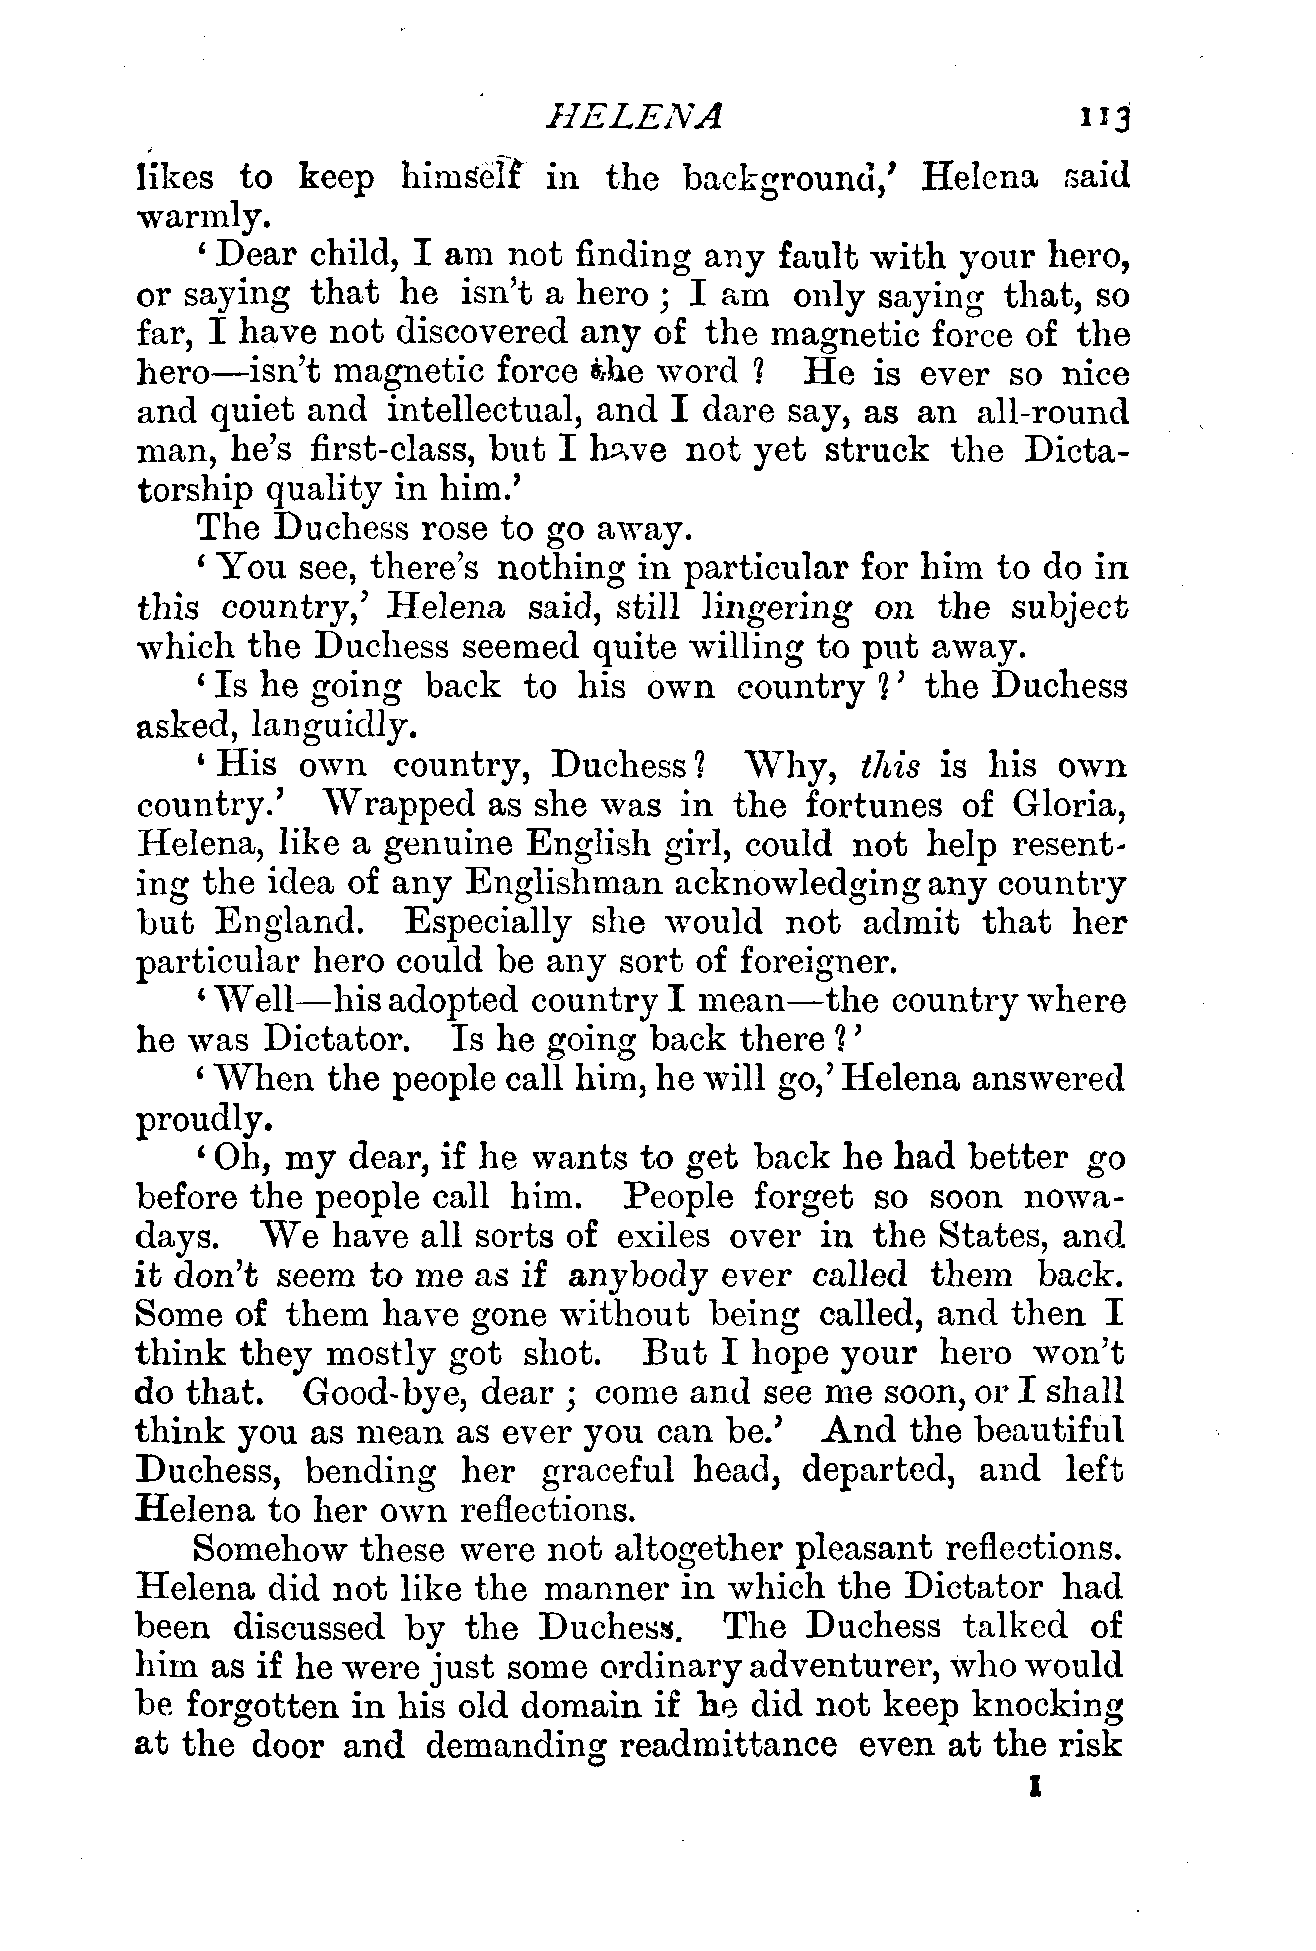 HELENA 113
likes to keep himself in the background,' Helena said
warmly.
' Dear child, I am not finding any fault with your hero,
or saying that he isn't a hero ; I am only saying that, so
far, I have not discovered any of the magnetic force of the
hero—isn't magnetic force the word ? He is ever so nice
and quiet and intellectual, and I dare say, as an all-round
man, he's first-class, but I have not yet struck the Dicta-
torship quality in him.'
The Duchess rose to go away.
' You see, there's nothing in particular for him to do in
this country,' Helena said, still lingering on the subject
which the Duchess seemed quite willing to put away.
' Is he going back to his own country ?' the Duchess
asked, languidly.
' His own country, Duchess ? Why, this is his own
country.' Wrapped as she was in the fortunes of Gloria,
Helena, like a genuine English girl, could not help resent-
ing the idea of any Englishman acknowledging any country
but England. Especially she would not admit that her
particular hero could be any sort of foreigner.
' Well—his adopted country I mean—the country where
he was Dictator. Is he going back there ?'
' When the people call him, he will go,' Helena answered
proudly.
' Oh, my dear, if he wants to get back he had better go
before the people call him. People forget so soon nowa-
days. We have all sorts of exiles over in the States, and
it don't seem to me as if anybody ever called them back.
Some of them have gone without being called, and then I
think they mostly got shot. But I hope your hero won't
do that. Good-bye, dear ; come and see me soon, or I shall
think you as mean as ever you can be.' And the beautiful
Duchess, bending her graceful head, departed, and left
Helena to her own reflections.
Somehow these were not altogether pleasant reflections.
Helena did not like the manner in which the Dictator had
been discussed by the Duchess. The Duchess talked of
him as if he were just some ordinary adventurer, who would
be forgotten in his old domain if he did not keep knocking
at the door and demanding readmittance even at the risk
I